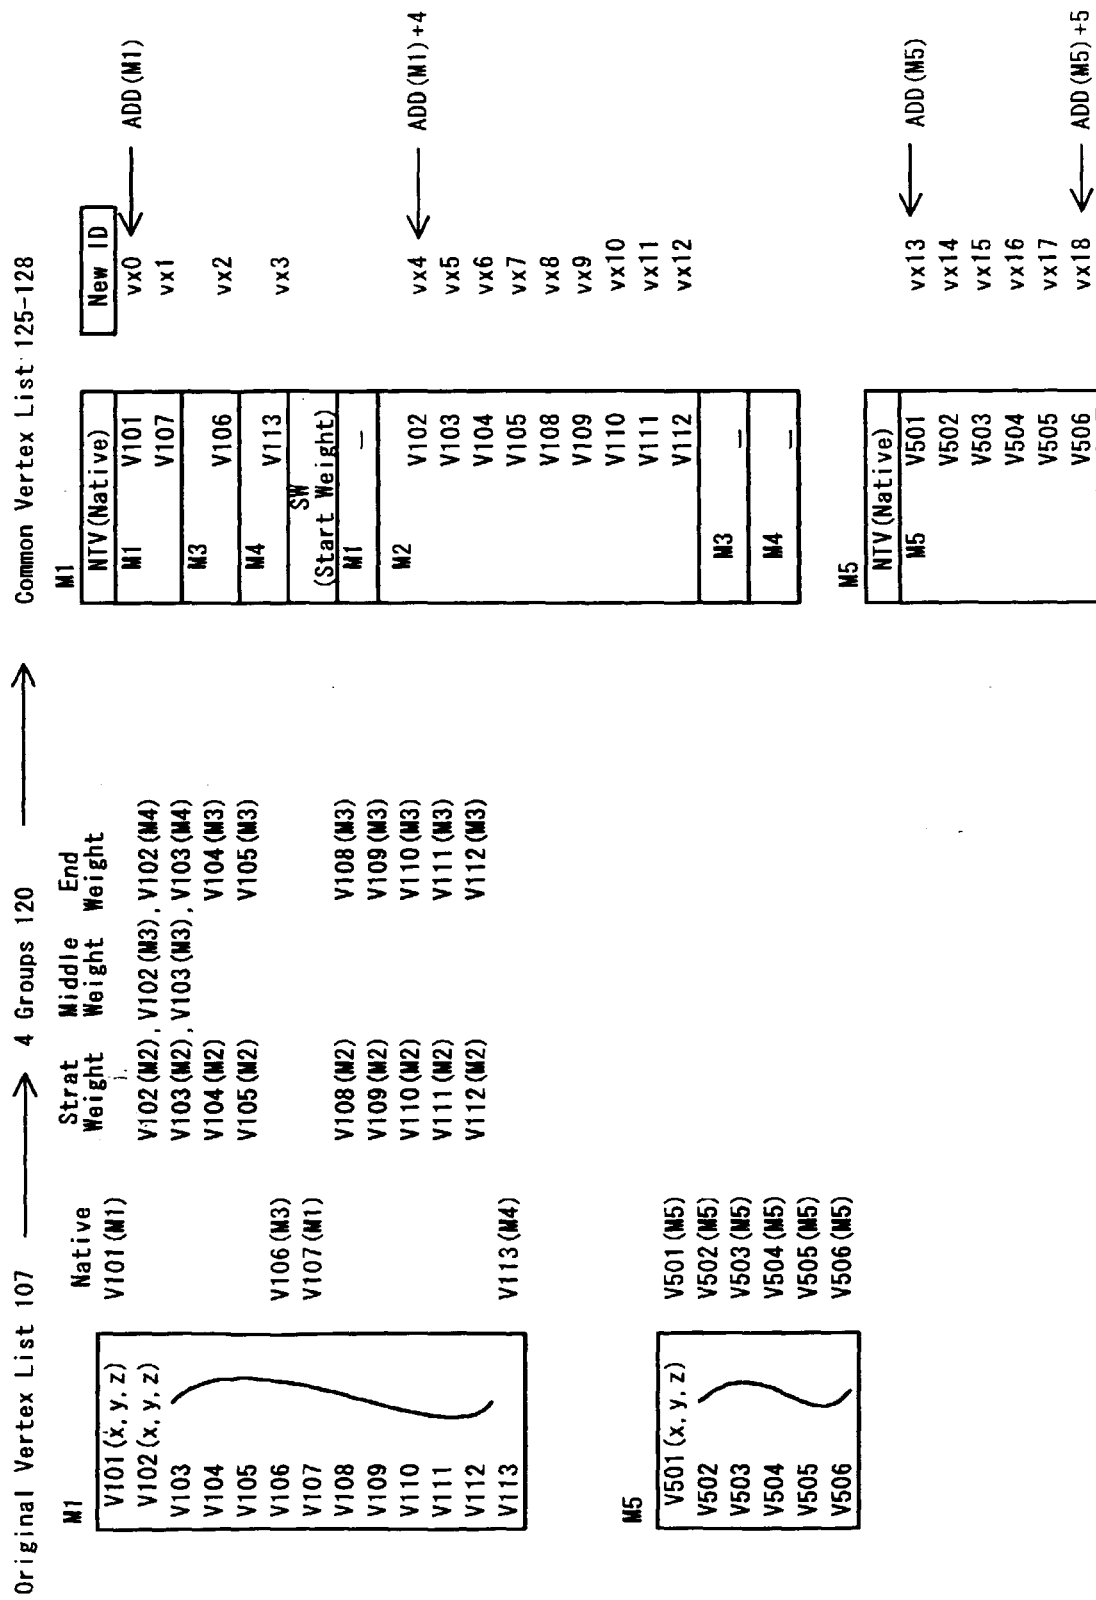 Original Vertex List 107 → 4 Groups 120 → Common Vertex List 125-128
M1
V101(x, y, z)
V102(x, y, z)
V103
V104
V105
V106
V107
V108
V109
V110
V111
V112
V113
M5
V501(x, y, z)
V502
V503
V504
V505
V506
Native
V101(M1)
V106(M3)
V107(M1)
V113(M4)
V501(M5)
V502(M5)
V503(M5)
V504(M5)
V505(M5)
V506(M5)
Strat Weight
Middle Weight
End Weight
V102(M2), V102(M3), V102(M4)
V103(M2), V103(M3), V103(M4)
V104(M2) V104(M3)
V105(M2) V105(M3)
V108(M2) V108(M3)
V109(M2) V109(M3)
V110(M2) V110(M3)
V111(M2) V111(M3)
V112(M2) V112(M3)
M1
NTV(Native)
M1 V101
V107
M3 V106
M4 V113
SW
(Start Weight)
M1 —
M2 V102
V103
V104
V105
V108
V109
V110
V111
V112
M3 —
M4 —
M5
NTV(Native)
M5 V501
V502
V503
V504
V505
V506
New ID
vx0 ← ADD(M1)
vx1
vx2
vx3
vx4 ← ADD(M1)+4
vx5
vx6
vx7
vx8
vx9
vx10
vx11
vx12
vx13 ← ADD(M5)
vx14
vx15
vx16
vx17
vx18 ← ADD(M5)+5